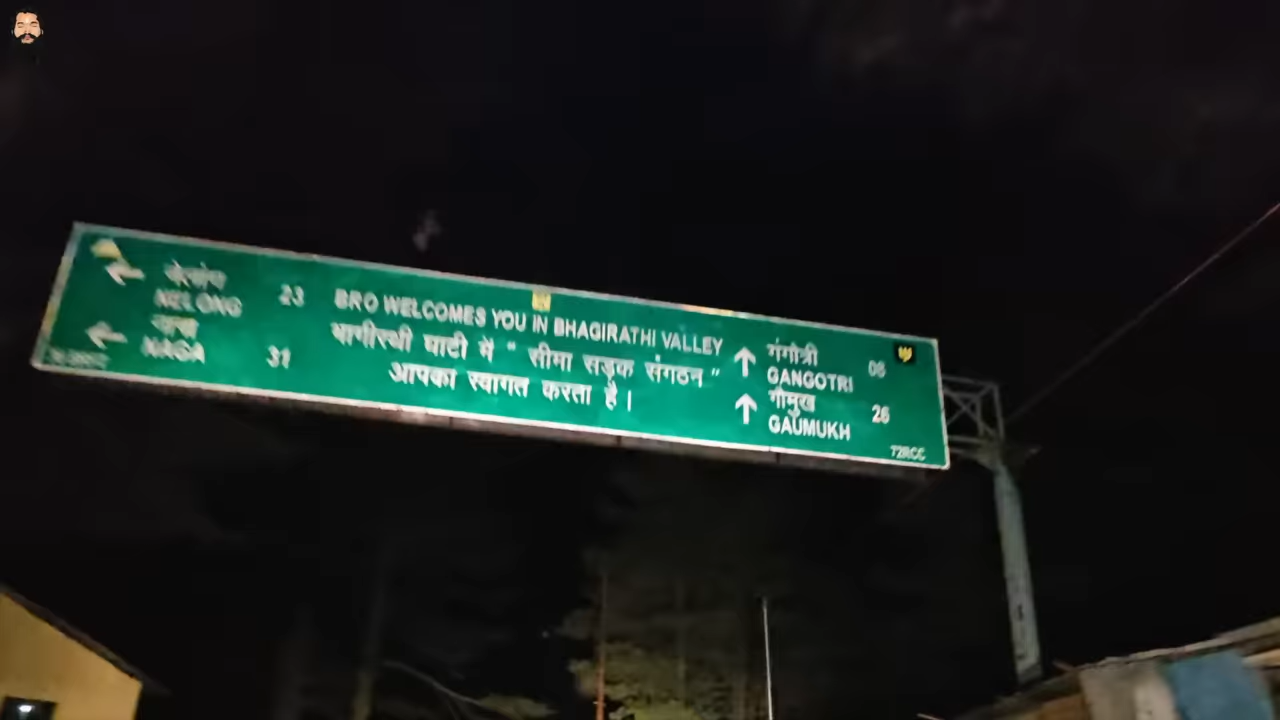 नेलांग
NELONG 23
नागा
NAGA 31
BRO WELCOMES YOU IN BHAGIRATHI VALLEY
भागीरथी घाटी में " सीमा सड़क संगठन "
आपका स्वागत करता है।
गंगोत्री
GANGOTRI 08
गौमुख
GAUMUKH 26
72RCC